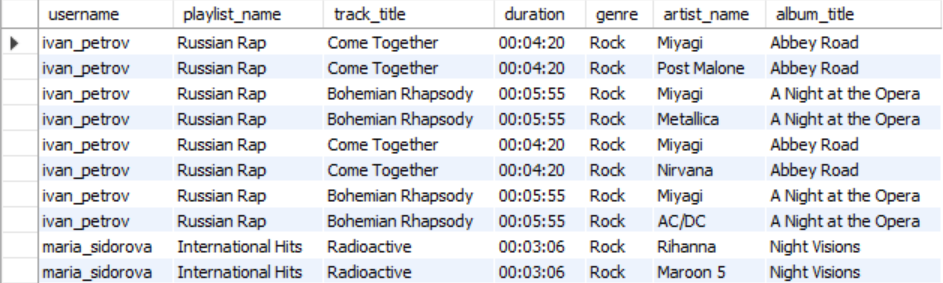 username playlist_name track_title duration genre artist_name album_title
ivan_petrov Russian Rap Come Together 00:04:20 Rock Miyagi Abbey Road
ivan_petrov Russian Rap Come Together 00:04:20 Rock Post Malone Abbey Road
ivan_petrov Russian Rap Bohemian Rhapsody 00:05:55 Rock Miyagi A Night at the Opera
ivan_petrov Russian Rap Bohemian Rhapsody 00:05:55 Rock Metallica A Night at the Opera
ivan_petrov Russian Rap Come Together 00:04:20 Rock Miyagi Abbey Road
ivan_petrov Russian Rap Come Together 00:04:20 Rock Nirvana Abbey Road
ivan_petrov Russian Rap Bohemian Rhapsody 00:05:55 Rock Miyagi A Night at the Opera
ivan_petrov Russian Rap Bohemian Rhapsody 00:05:55 Rock AC/DC A Night at the Opera
maria_sidorova International Hits Radioactive 00:03:06 Rock Rihanna Night Visions
maria_sidorova International Hits Radioactive 00:03:06 Rock Maroon 5 Night Visions